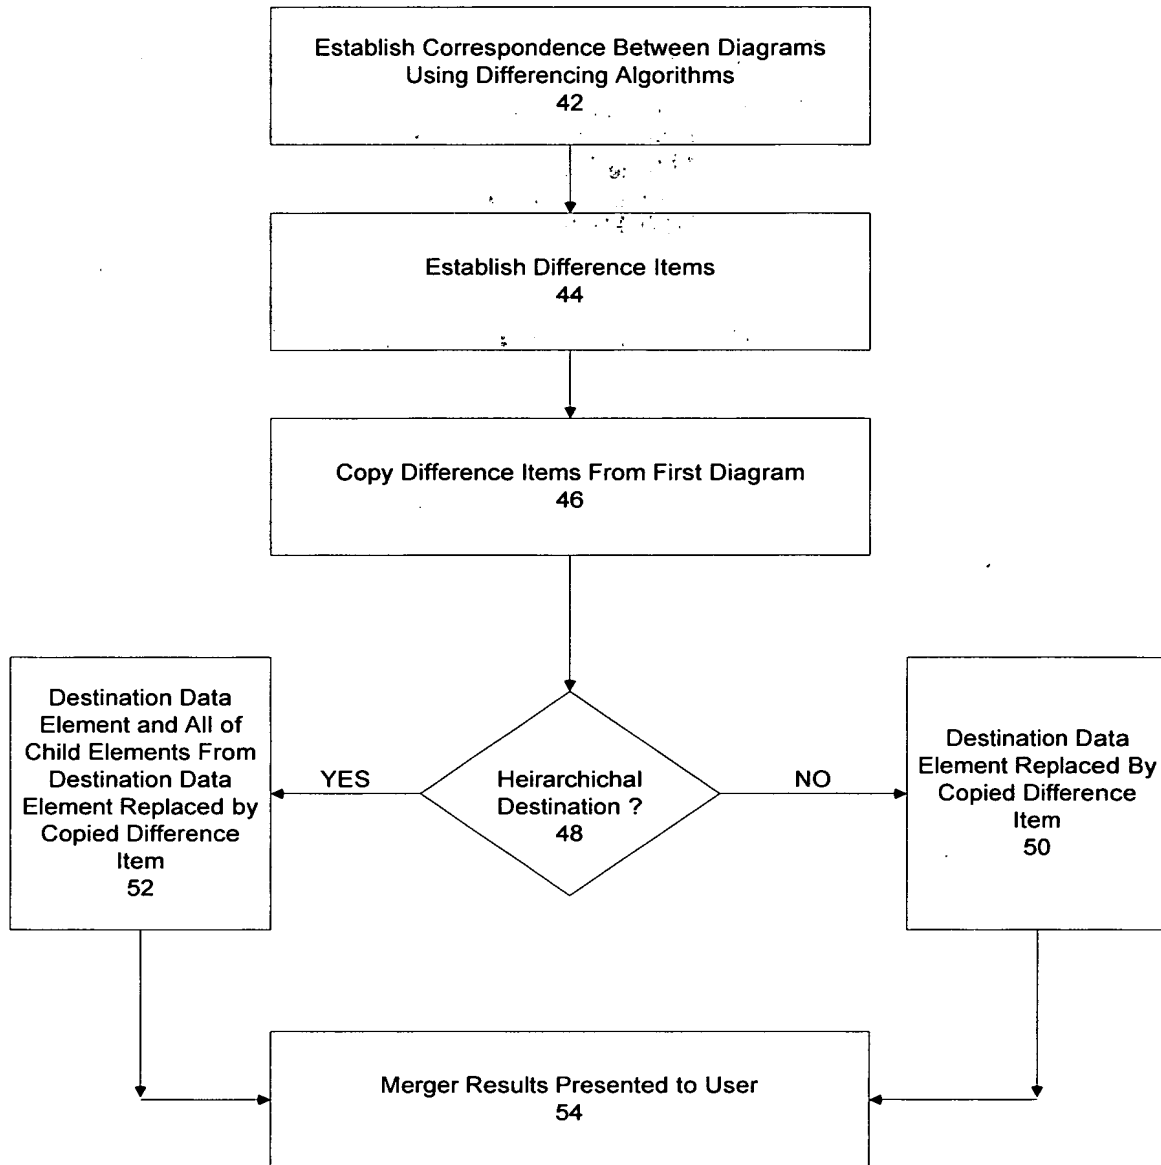 Establish Correspondence Between Diagrams
Using Differencing Algorithms
42
Establish Difference Items
44
Copy Difference Items From First Diagram
46
Destination Data
Element and All of
Child Elements From
Destination Data
Element Replaced by
Copied Difference
Item
52
YES
Heirarchichal
Destination ?
48
NO
Destination Data
Element Replaced By
Copied Difference
Item
50
Merger Results Presented to User
54